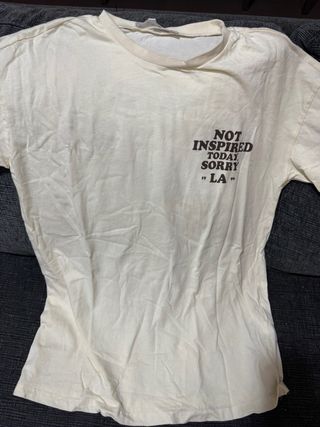 NOT
INSPIRED
TODAY,
SORRY
" LA "